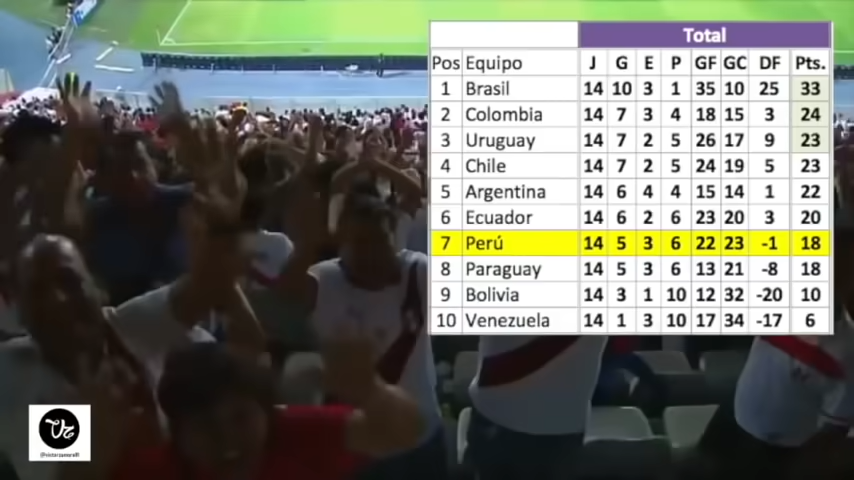 Total
Pos Equipo J G E P GF GC DF Pts.
1 Brasil 14 10 3 1 35 10 25 33
2 Colombia 14 7 3 4 18 15 3 24
3 Uruguay 14 7 2 5 26 17 9 23
4 Chile 14 7 2 5 24 19 5 23
5 Argentina 14 6 4 4 15 14 1 22
6 Ecuador 14 6 2 6 23 20 3 20
7 Perú 14 5 3 6 22 23 -1 18
8 Paraguay 14 5 3 6 13 21 -8 18
9 Bolivia 14 3 1 10 12 32 -20 10
10 Venezuela 14 1 3 10 17 34 -17 6